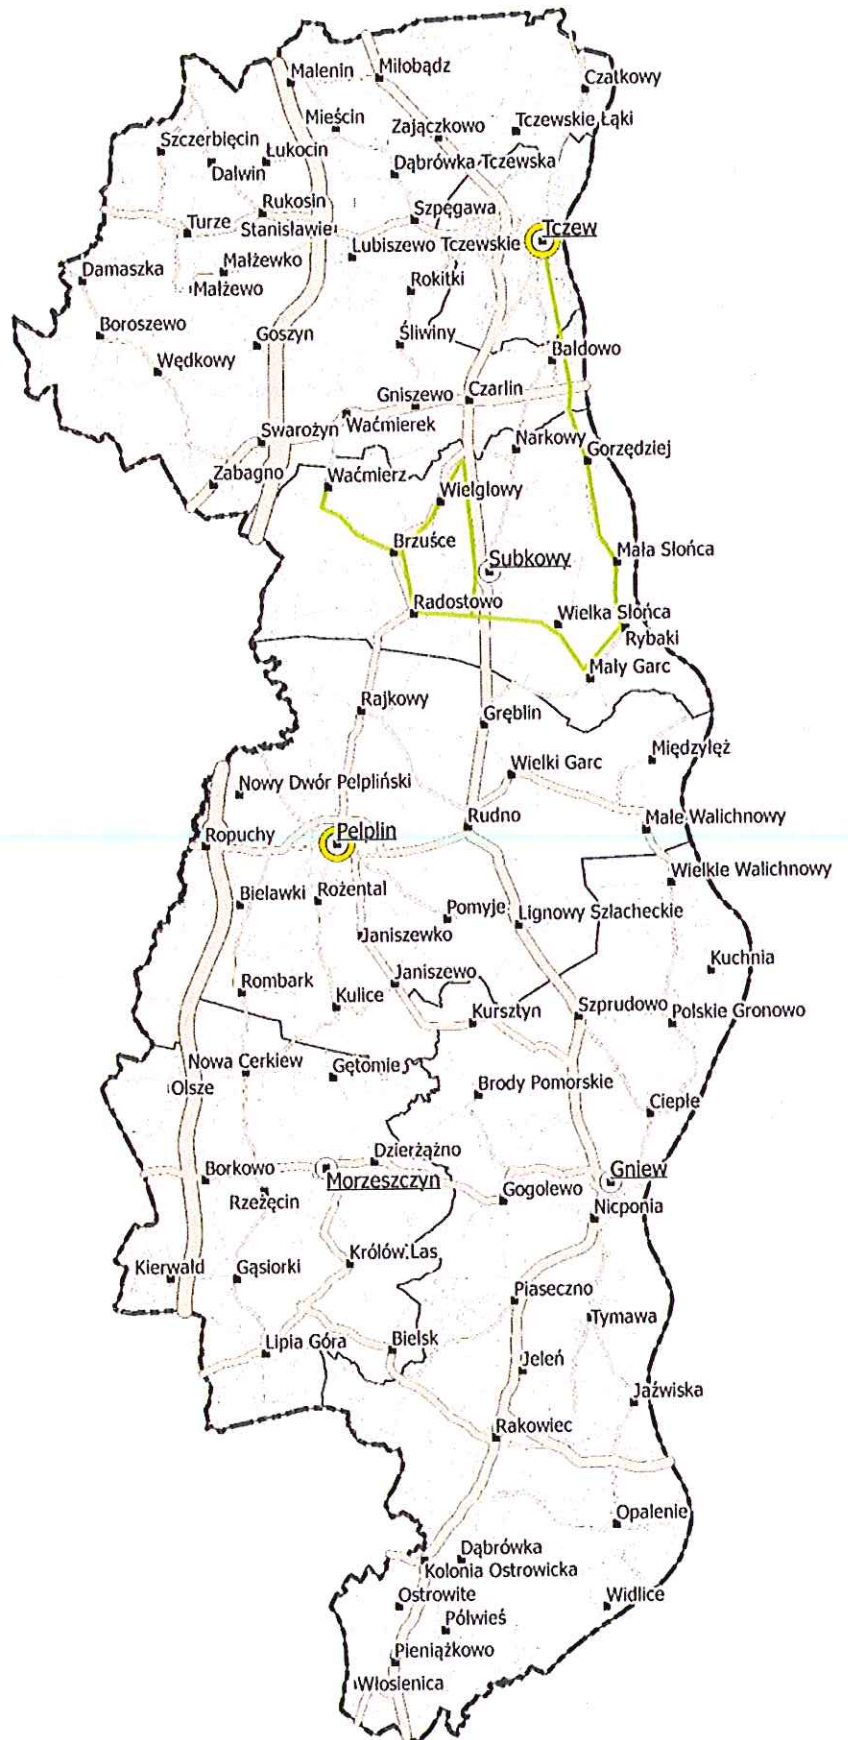 Malenin
Miłobądz
Czatkowy
Mieścin
Zajączkowo
Tczewskie Łąki
Szczerbięcin
Łukocin
Dalwin
Dąbrówka Tczewska
Rukosin
Szpęgawa
Turze
Stanisławie
Tczew
Lubiszewo Tczewskie
Małżewko
Damaszka
Małżewo
Rokitki
Boroszewo
Goszyn
Śliwiny
Bałdowo
Wędkowy
Gniszewo
Czarlin
Waćmierek
Swarożyn
Narkowy
Gorzędziej
Zabagno
Waćmierz
Wielgłowy
Brzuśce
Subkowy
Mała Słońca
Radostowo
Wielka Słońca
Rybaki
Mały Garc
Rajkowy
Gręblin
Międzyłęż
Wielki Garc
Nowy Dwór Pelpliński
Rudno
Małe Walichnowy
Ropuchy
Pelplin
Wielkie Walichnowy
Bielawki
Rożental
Pomyje
Lignowy Szlacheckie
Janiszewko
Kuchnia
Rombark
Janiszewo
Kulice
Kursztyn
Szprudowo
Polskie Gronowo
Nowa Cerkiew
Gętomie
Olsze
Brody Pomorskie
Ciepłe
Dzierżążno
Borkowo
Morzeszczyn
Gniew
Rzeżęcin
Gogolewo
Nicponia
Królów Las
Kierwałd
Gąsiorki
Piaseczno
Tymawa
Lipia Góra
Bielsk
Jeleń
Jaźwiska
Rakowiec
Opalenie
Dąbrówka
Kolonia Ostrowicka
Ostrowite
Widlice
Półwieś
Pieniążkowo
Włosienica